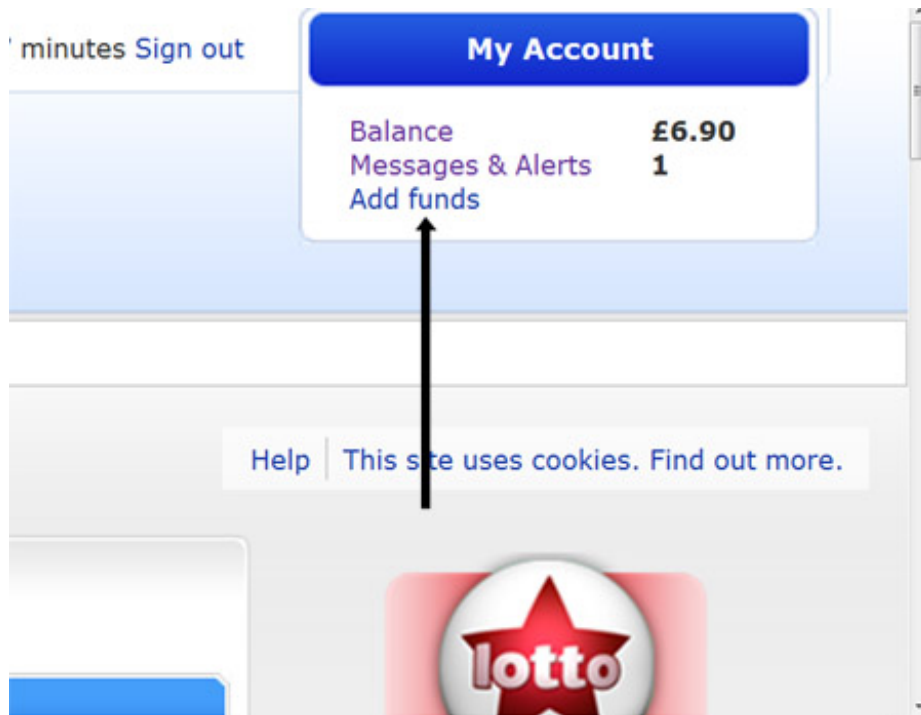 minutes Sign out
My Account
Balance £6.90
Messages & Alerts 1
Add funds
Help This site uses cookies. Find out more.
lotto